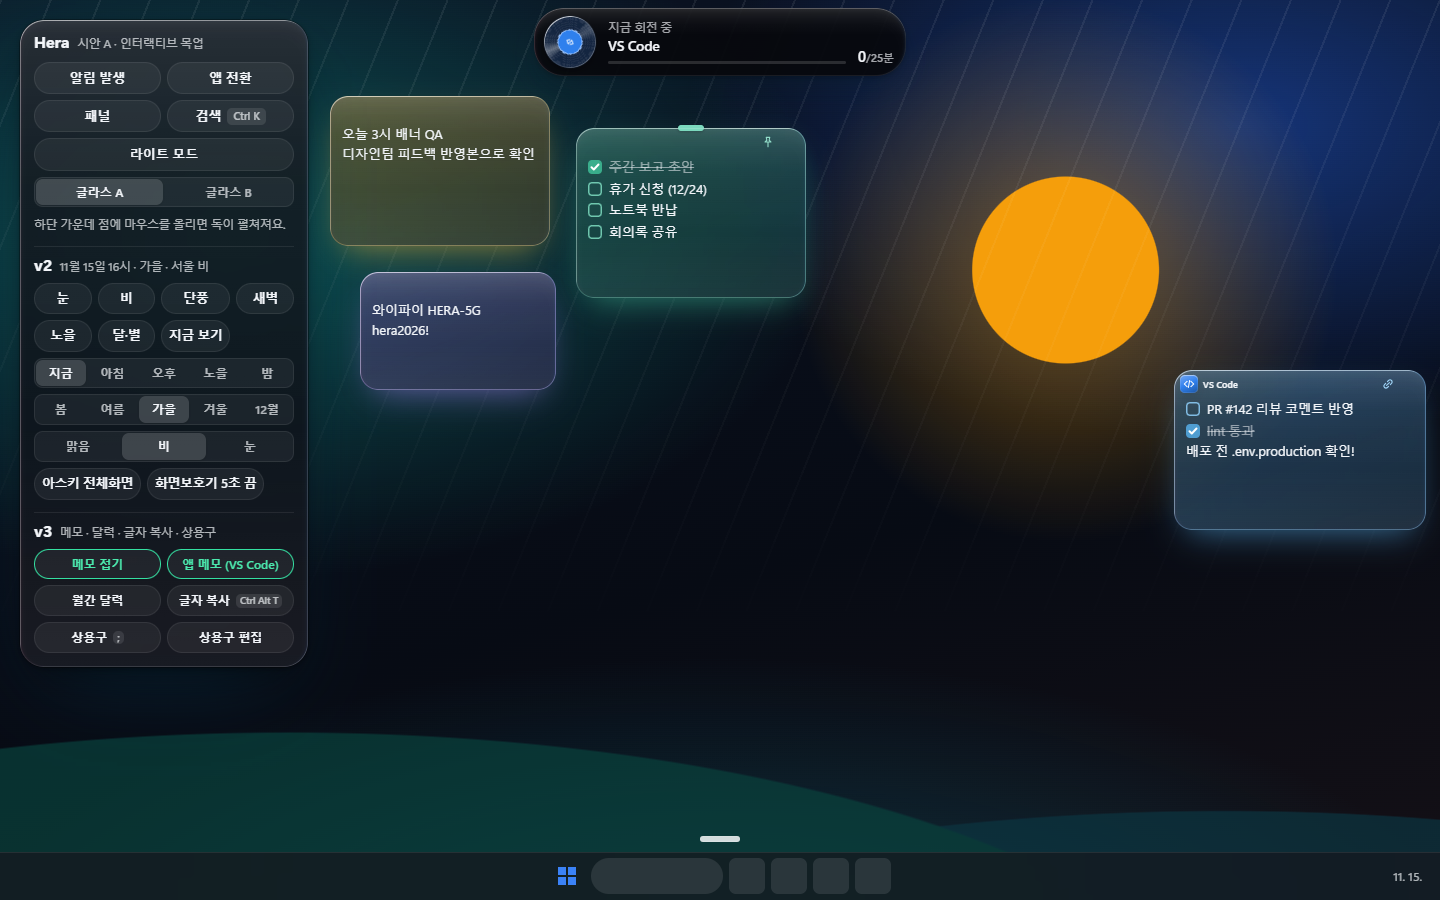 Hera 시안 A · 인터랙티브 목업
알림 발생 앱 전환
패널 검색 Ctrl K
라이트 모드
글라스 A 글라스 B
하단 가운데 점에 마우스를 올리면 독이 펼쳐져요.
v2 11월 15일 16시 · 가을 · 서울 비
눈 비 단풍 새벽
노을 달·별 지금 보기
지금 아침 오후 노을 밤
봄 여름 가을 겨울 12월
맑음 비 눈
아스키 전체화면 화면보호기 5초 끔
v3 메모 · 달력 · 글자 복사 · 상용구
메모 접기 앱 메모 (VS Code)
월간 달력 글자 복사 Ctrl Alt T
상용구 ; 상용구 편집
지금 회전 중
VS Code
0/25분
오늘 3시 배너 QA
디자인팀 피드백 반영본으로 확인
주간 보고 초안
휴가 신청 (12/24)
노트북 반납
회의록 공유
와이파이 HERA-5G
hera2026!
VS Code
PR #142 리뷰 코멘트 반영
lint 통과
배포 전 .env.production 확인!
11. 15.